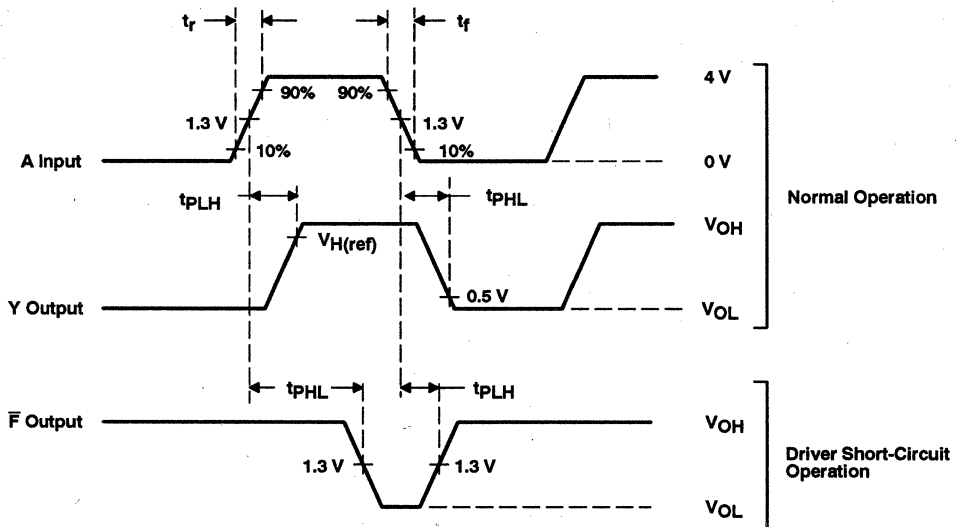 tr
tf
4 V
90% 90%
1.3 V 1.3 V
10% 10%
A Input
0 V
tPLH tPHL
Normal Operation
VOH
VH(ref)
0.5 V
Y Output
VOL
tPHL tPLH
F̅ Output
VOH
1.3 V 1.3 V
Driver Short-Circuit
Operation
VOL